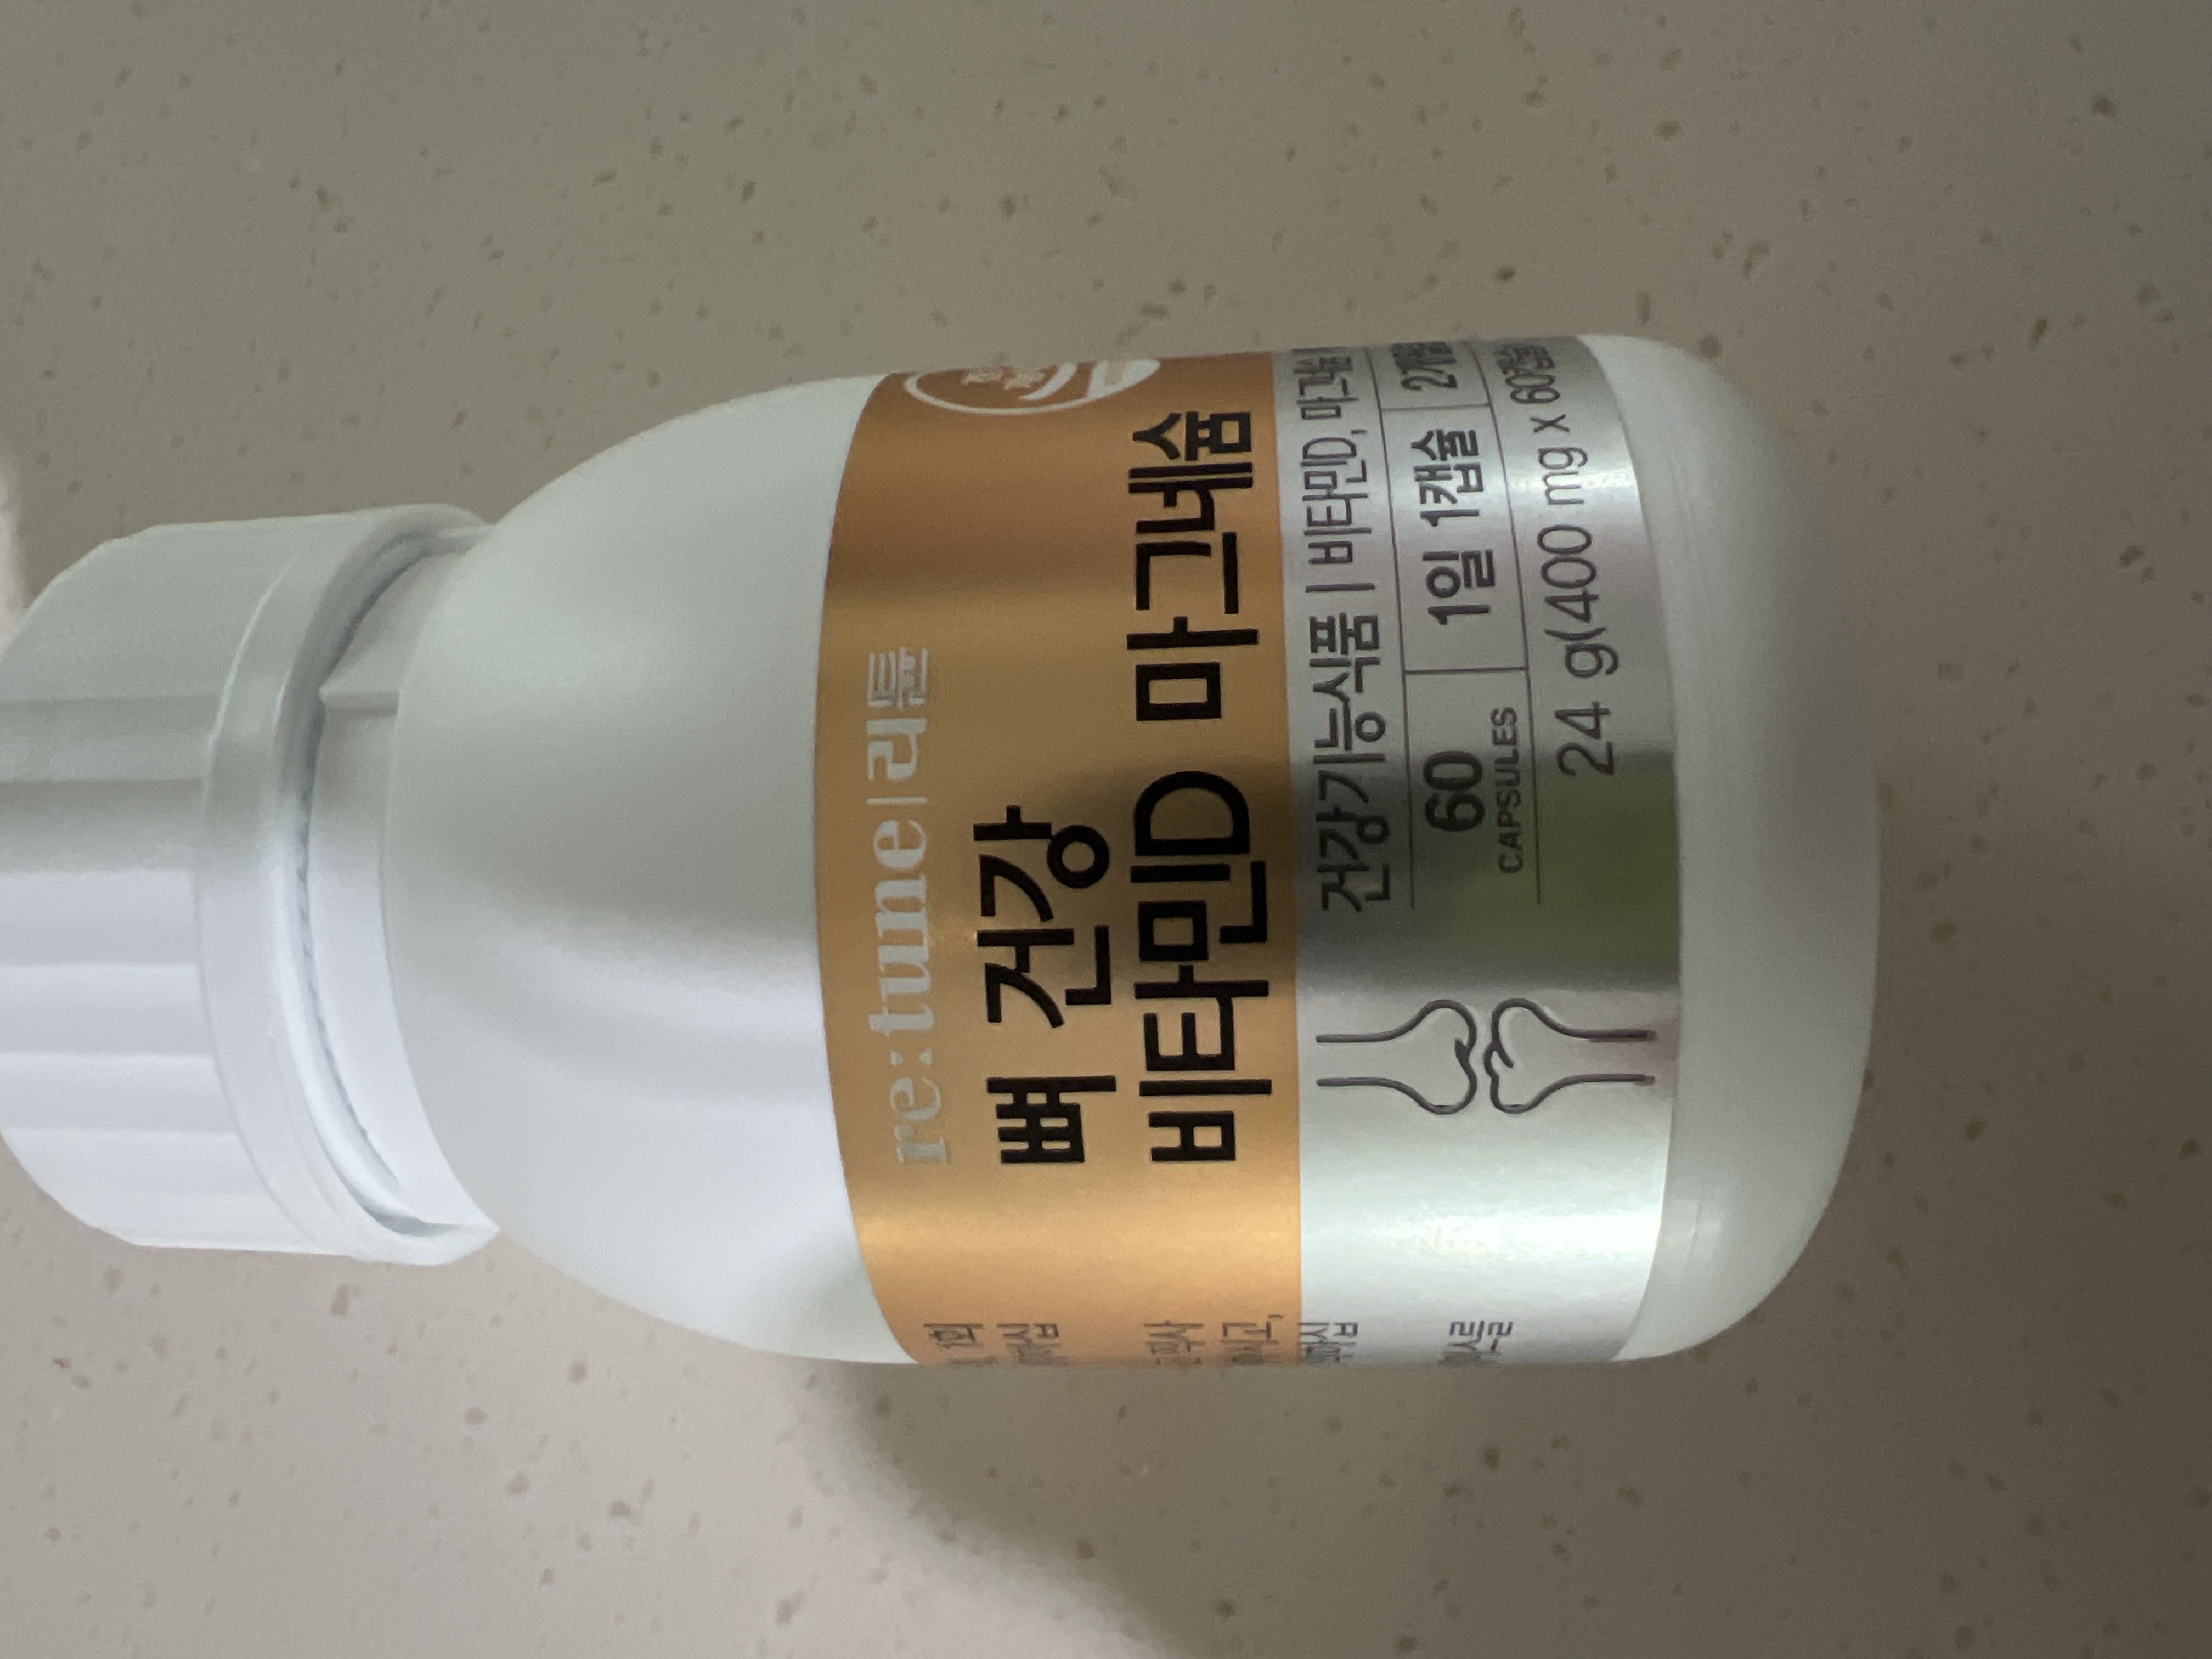 re:tune|리튠
뼈 건강
비타민D 마그네슘
건강기능식품 | 비타민D, 마그네슘
60
CAPSULES
1일 1캡슐
24 g(400 mg x 60캡슐
1회